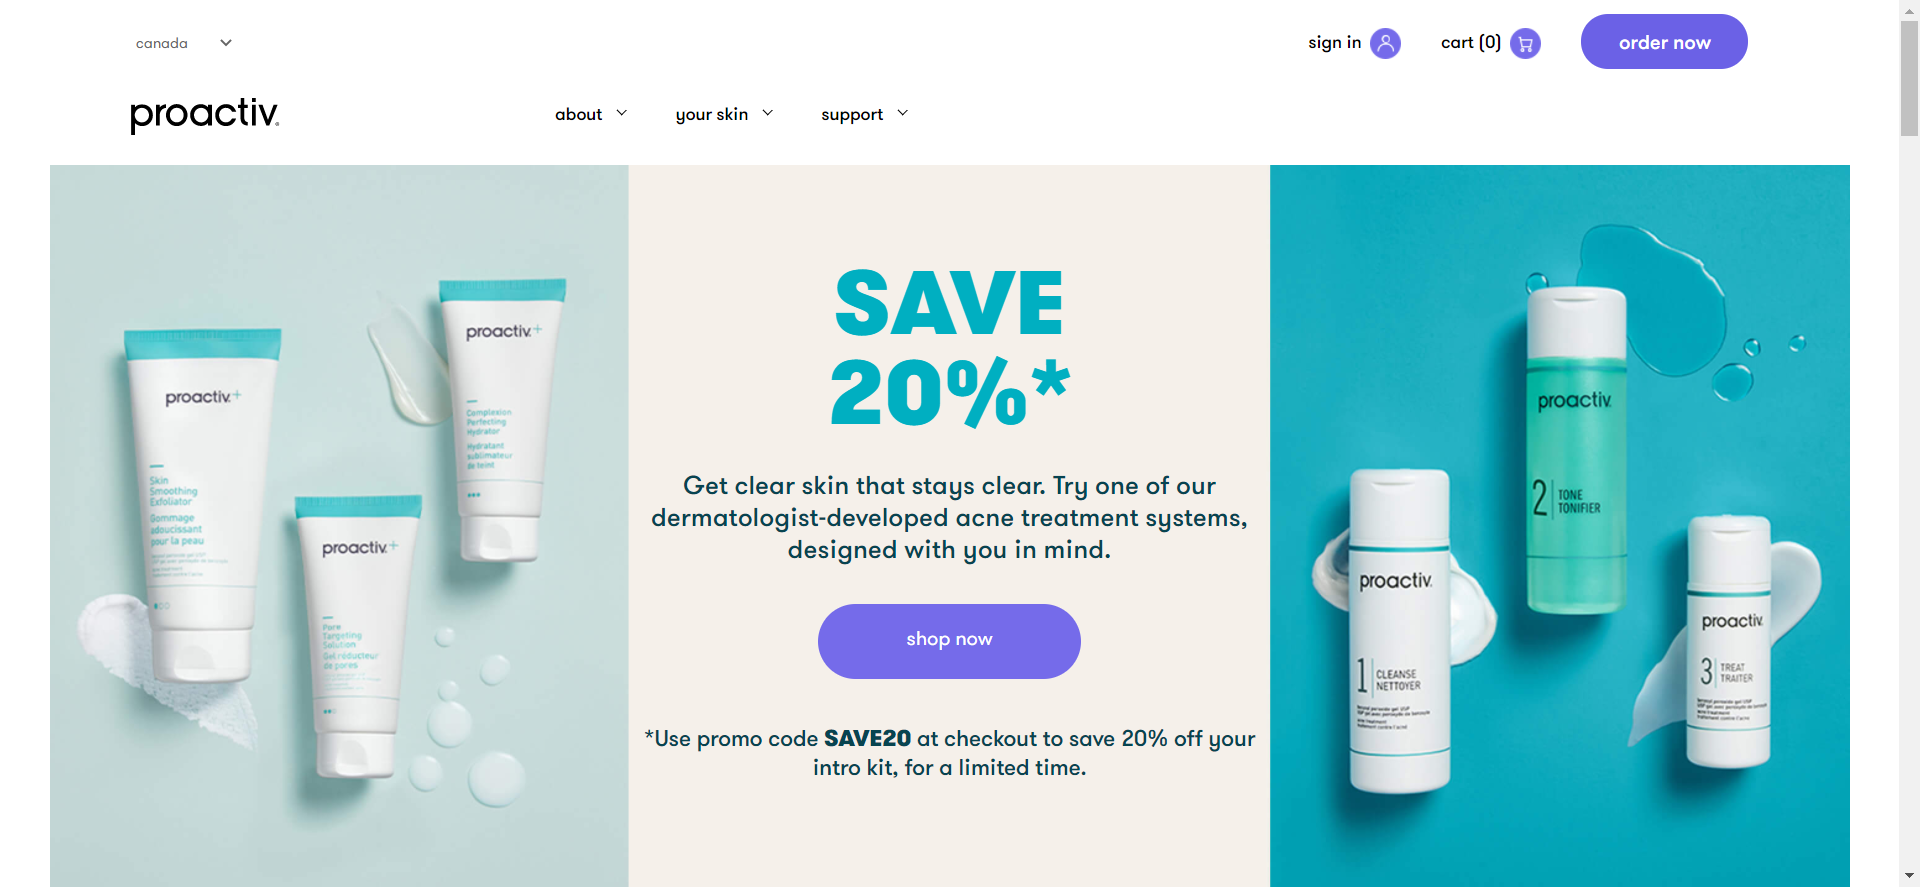 canada
sign in
cart (0)
order now
proactiv.
about
your skin
support
proactiv.+
Skin
Smoothing
Exfoliator
Gommage
adoucissant
pour la peau
proactiv.+
Pore
Targeting
Solution
Gel réducteur
de pores
proactiv.+
Complexion
Perfecting
Hydrator
Hydratant
sublimateur
de teint
SAVE
20%*
Get clear skin that stays clear. Try one of our
dermatologist-developed acne treatment systems,
designed with you in mind.
shop now
*Use promo code SAVE20 at checkout to save 20% off your
intro kit, for a limited time.
proactiv.
1 CLEANSE
NETTOYER
proactiv.
2 TONE
TONIFIER
proactiv.
3 TREAT
TRAITER